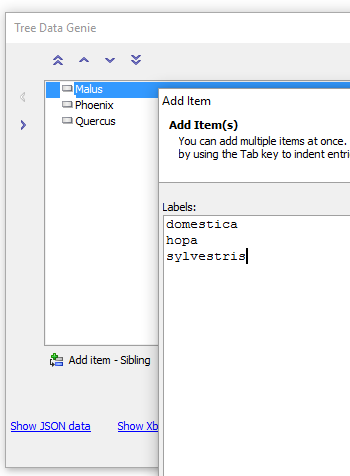 Tree Data Genie
Malus
Phoenix
Quercus
Add item - Sibling
Show JSON data
Show Xb
Add Item
Add Item(s)
You can add multiple items at once.
by using the Tab key to indent entri
Labels:
domestica
hopa
sylvestris